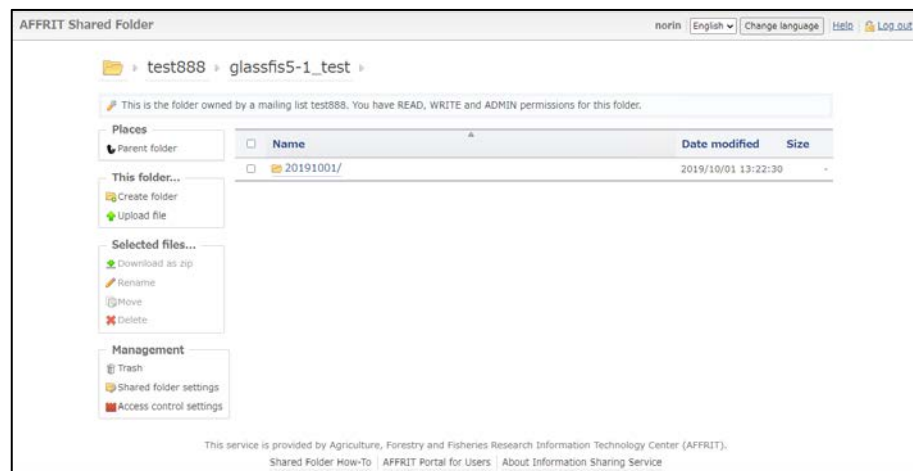 AFFRIT Shared Folder
norin English Change language Help Log out
test888 glassfis5-1_test
This is the folder owned by a mailing list test888. You have READ, WRITE and ADMIN permissions for this folder.
Places
Parent folder
This folder...
Create folder
Upload file
Selected files...
Download as zip
Rename
Move
Delete
Management
Trash
Shared folder settings
Access control settings
Name Date modified Size
20191001/ 2019/10/01 13:22:30 -
This service is provided by Agriculture, Forestry and Fisheries Research Information Technology Center (AFFRIT).
Shared Folder How-To AFFRIT Portal for Users About Information Sharing Service